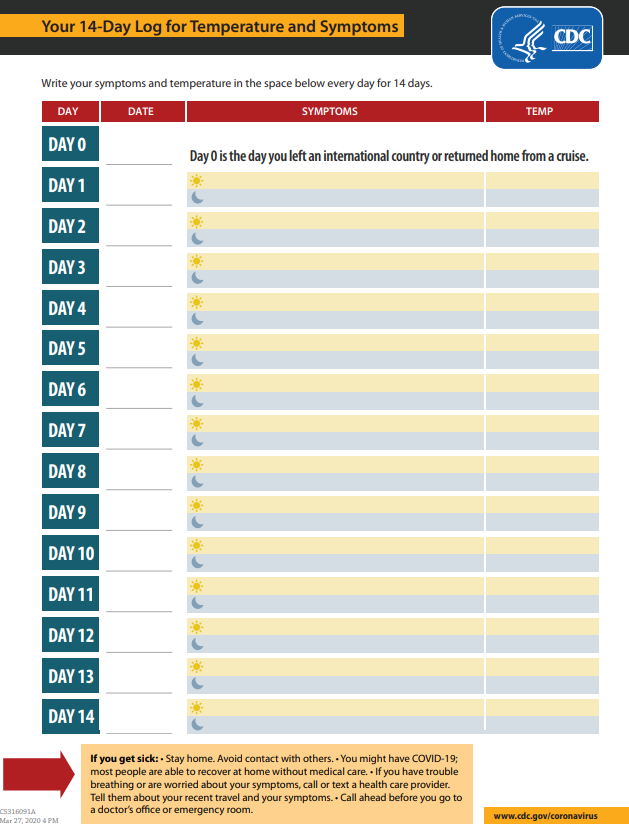 Your 14-Day Log for Temperature and Symptoms
CDC
Write your symptoms and temperature in the space below every day for 14 days.
DAY DATE SYMPTOMS TEMP
DAY 0
Day 0 is the day you left an international country or returned home from a cruise.
DAY 1
DAY 2
DAY 3
DAY 4
DAY 5
DAY 6
DAY 7
DAY 8
DAY 9
DAY 10
DAY 11
DAY 12
DAY 13
DAY 14
If you get sick: • Stay home. Avoid contact with others. • You might have COVID-19;
most people are able to recover at home without medical care. • If you have trouble
breathing or are worried about your symptoms, call or text a health care provider.
Tell them about your recent travel and your symptoms. • Call ahead before you go to
a doctor's office or emergency room.
CS316091A
Mar 27, 2020 4 PM
www.cdc.gov/coronavirus